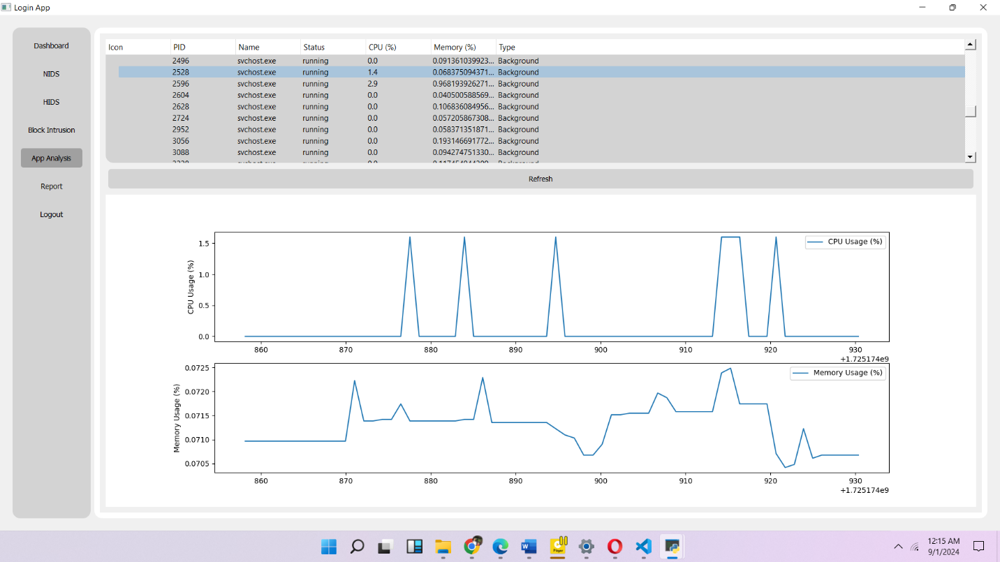 Login App
Dashboard
NIDS
HIDS
Block Intrusion
App Analysis
Report
Logout
Icon PID Name Status CPU (%) Memory (%) Type
2496 svchost.exe running 0.0 0.091361039923... Background
2528 svchost.exe running 1.4 0.068375094371... Background
2596 svchost.exe running 2.9 0.968193926271... Background
2604 svchost.exe running 0.0 0.040500588569... Background
2628 svchost.exe running 0.0 0.106836084956... Background
2724 svchost.exe running 0.0 0.057205867308... Background
2952 svchost.exe running 0.0 0.058371351871... Background
3056 svchost.exe running 0.0 0.193146691772... Background
3088 svchost.exe running 0.0 0.094274751330... Background
Refresh
CPU Usage (%)
CPU Usage (%)
1.5
1.0
0.5
0.0
860 870 880 890 900 910 920 930
+1.725174e9
Memory Usage (%)
Memory Usage (%)
0.0725
0.0720
0.0715
0.0710
0.0705
860 870 880 890 900 910 920 930
+1.725174e9
Player
12:15 AM
9/1/2024